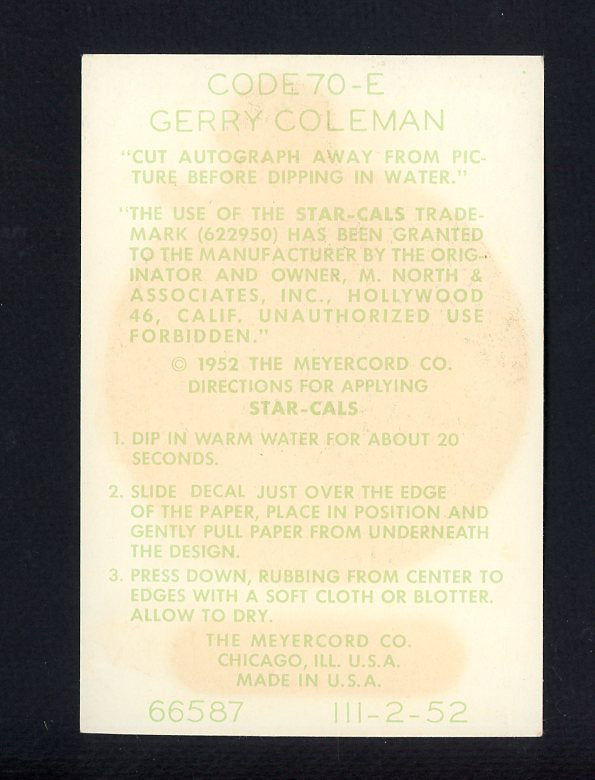 CODE 70-E
GERRY COLEMAN
"CUT AUTOGRAPH AWAY FROM PIC-
TURE BEFORE DIPPING IN WATER."
"THE USE OF THE STAR-CALS TRADE-
MARK (622950) HAS BEEN GRANTED
TO THE MANUFACTURER BY THE ORIG-
INATOR AND OWNER, M. NORTH &
ASSOCIATES, INC., HOLLYWOOD
46, CALIF. UNAUTHORIZED USE
FORBIDDEN."
© 1952 THE MEYERCORD CO.
DIRECTIONS FOR APPLYING
STAR-CALS
1. DIP IN WARM WATER FOR ABOUT 20
SECONDS.
2. SLIDE DECAL JUST OVER THE EDGE
OF THE PAPER, PLACE IN POSITION AND
GENTLY PULL PAPER FROM UNDERNEATH
THE DESIGN.
3. PRESS DOWN, RUBBING FROM CENTER TO
EDGES WITH A SOFT CLOTH OR BLOTTER.
ALLOW TO DRY.
THE MEYERCORD CO.
CHICAGO, ILL. U.S.A.
MADE IN U.S.A.
66587 III-2-52